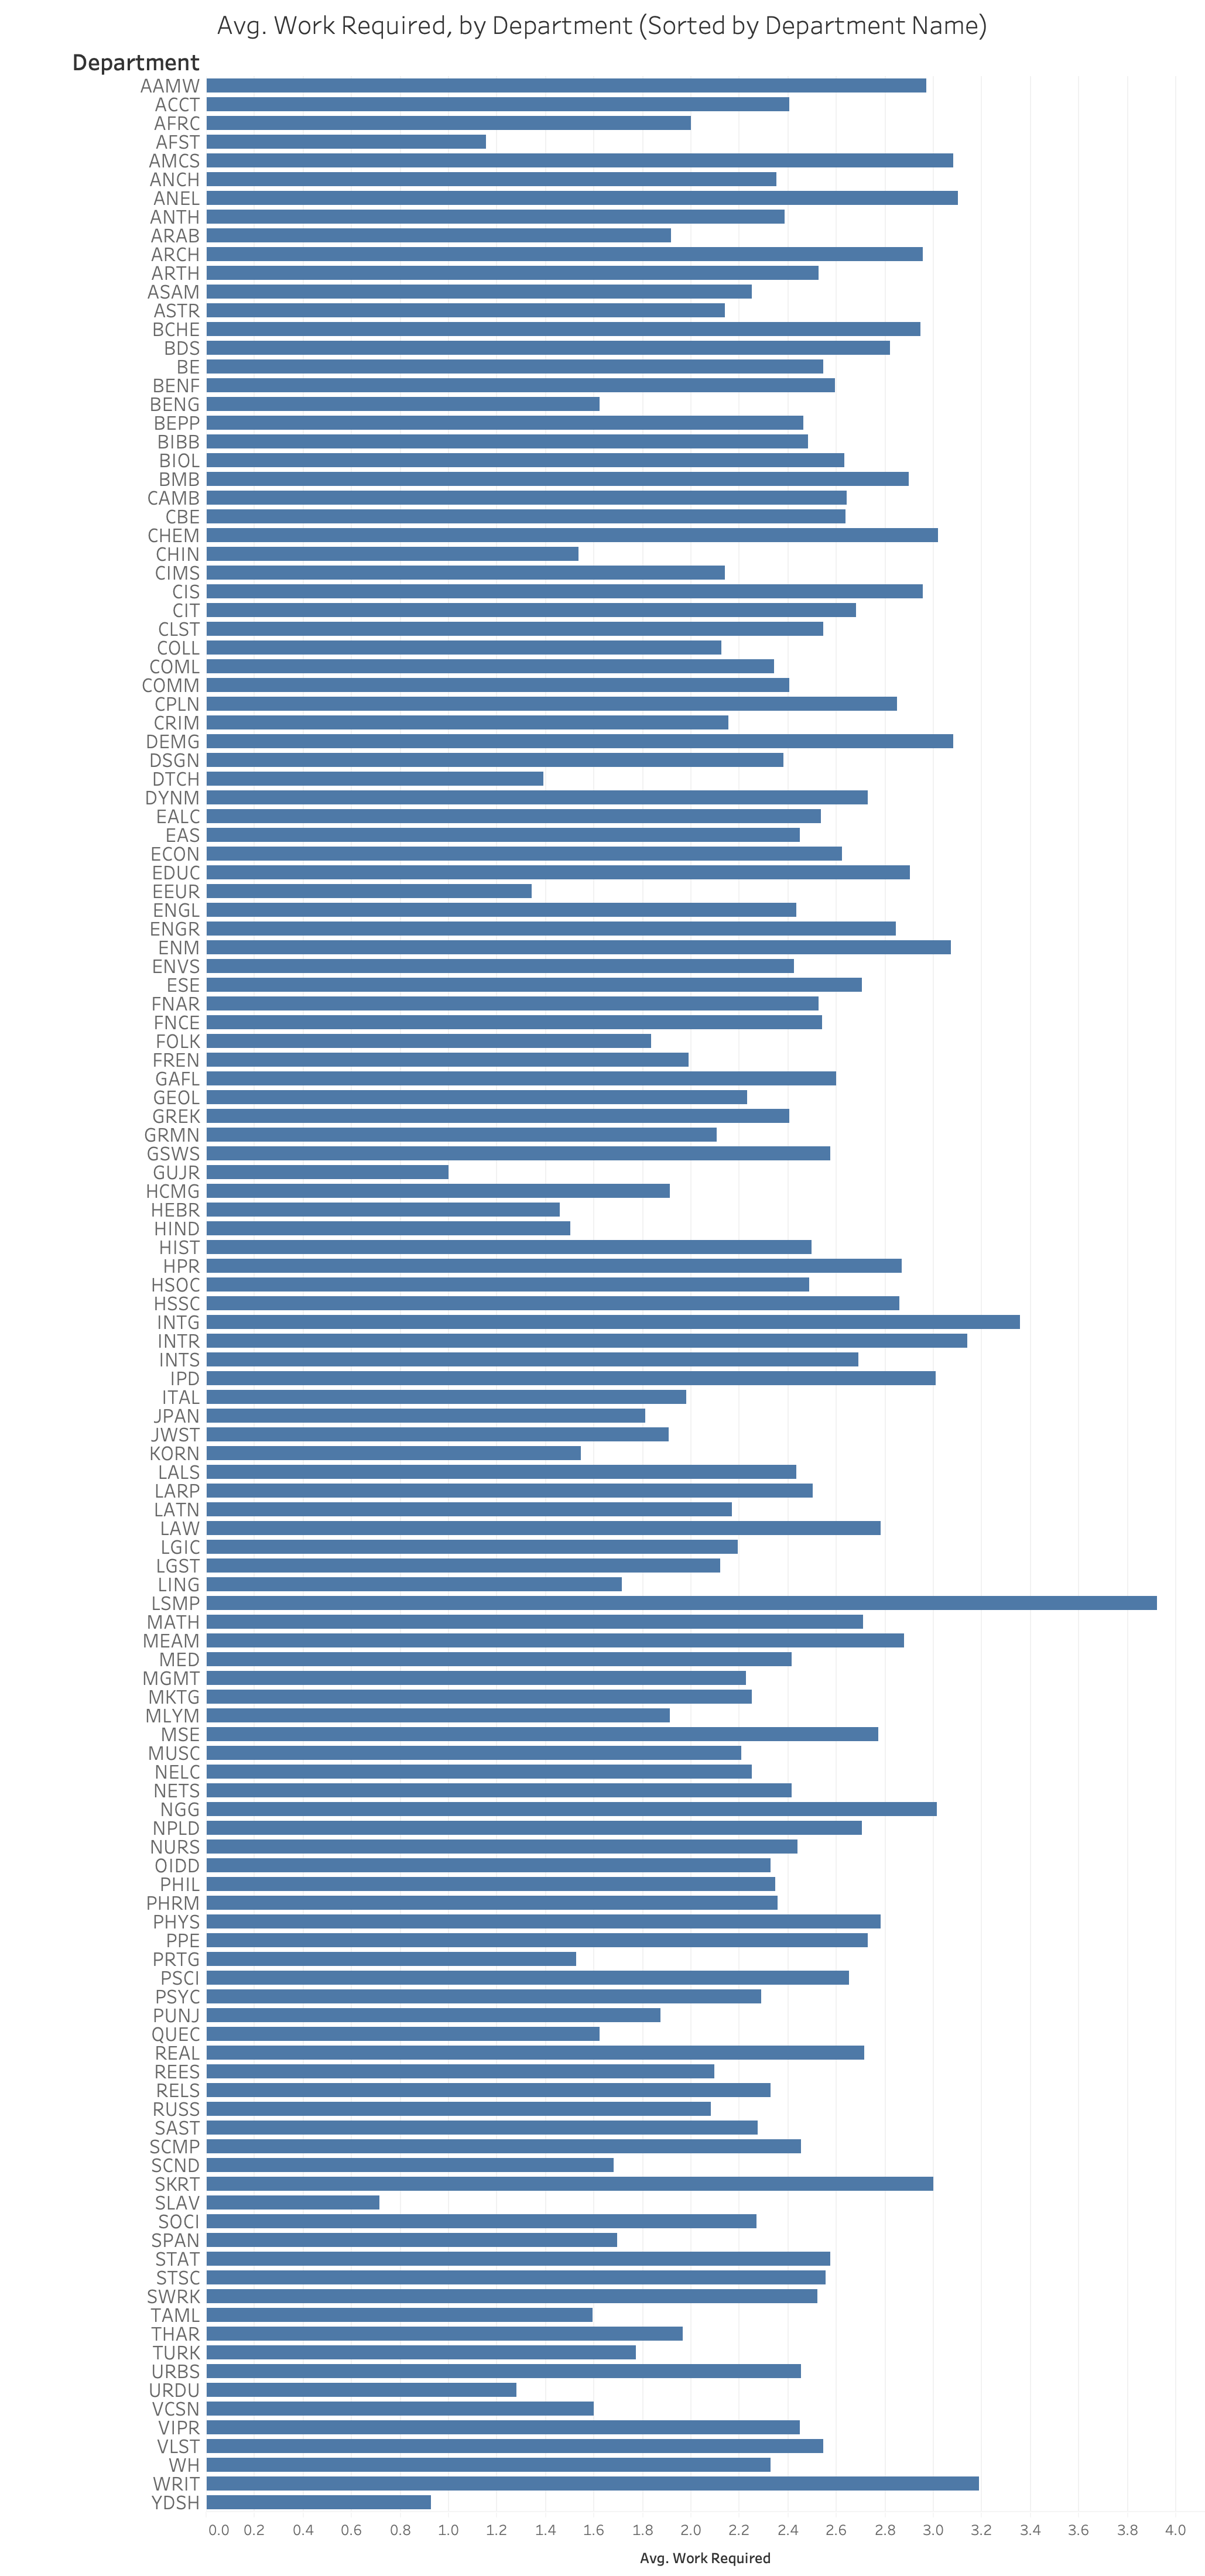 Avg. Work Required, by Department (Sorted by Department Name)
Department
AAMW
ACCT
AFRC
AFST
AMCS
ANCH
ANEL
ANTH
ARAB
ARCH
ARTH
ASAM
ASTR
BCHE
BDS
BE
BENF
BENG
BEPP
BIBB
BIOL
BMB
CAMB
CBE
CHEM
CHIN
CIMS
CIS
CIT
CLST
COLL
COML
COMM
CPLN
CRIM
DEMG
DSGN
DTCH
DYNM
EALC
EAS
ECON
EDUC
EEUR
ENGL
ENGR
ENM
ENVS
ESE
FNAR
FNCE
FOLK
FREN
GAFL
GEOL
GREK
GRMN
GSWS
GUJR
HCMG
HEBR
HIND
HIST
HPR
HSOC
HSSC
INTG
INTR
INTS
IPD
ITAL
JPAN
JWST
KORN
LALS
LARP
LATN
LAW
LGIC
LGST
LING
LSMP
MATH
MEAM
MED
MGMT
MKTG
MLYM
MSE
MUSC
NELC
NETS
NGG
NPLD
NURS
OIDD
PHIL
PHRM
PHYS
PPE
PRTG
PSCI
PSYC
PUNJ
QUEC
REAL
REES
RELS
RUSS
SAST
SCMP
SCND
SKRT
SLAV
SOCI
SPAN
STAT
STSC
SWRK
TAML
THAR
TURK
URBS
URDU
VCSN
VIPR
VLST
WH
WRIT
YDSH
0.0 0.2 0.4 0.6 0.8 1.0 1.2 1.4 1.6 1.8 2.0 2.2 2.4 2.6 2.8 3.0 3.2 3.4 3.6 3.8 4.0
Avg. Work Required